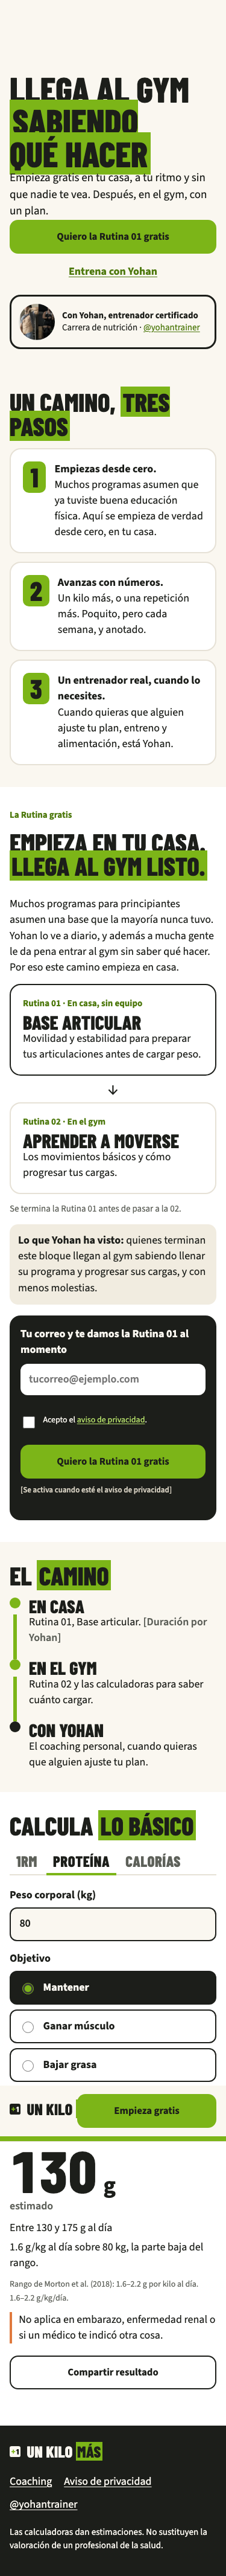 LLEGA AL GYM
SABIENDO
QUÉ HACER
Empieza gratis en tu casa, a tu ritmo y sin
que nadie te vea. Después, en el gym, con
un plan.
Quiero la Rutina 01 gratis
Entrena con Yohan
Con Yohan, entrenador certificado
Carrera de nutrición · @yohantrainer
UN CAMINO, TRES
PASOS
1
Empiezas desde cero.
Muchos programas asumen que
ya tuviste buena educación
física. Aquí se empieza de verdad
desde cero, en tu casa.
2
Avanzas con números.
Un kilo más, o una repetición
más. Poquito, pero cada
semana, y anotado.
3
Un entrenador real, cuando lo
necesites.
Cuando quieras que alguien
ajuste tu plan, entreno y
alimentación, está Yohan.
La Rutina gratis
EMPIEZA EN TU CASA.
LLEGA AL GYM LISTO.
Muchos programas para principiantes
asumen una base que la mayoría nunca tuvo.
Yohan lo ve a diario, y además a mucha gente
le da pena entrar al gym sin saber qué hacer.
Por eso este camino empieza en casa.
Rutina 01 · En casa, sin equipo
BASE ARTICULAR
Movilidad y estabilidad para preparar
tus articulaciones antes de cargar peso.
↓
Rutina 02 · En el gym
APRENDER A MOVERSE
Los movimientos básicos y cómo
progresar tus cargas.
Se termina la Rutina 01 antes de pasar a la 02.
Lo que Yohan ha visto: quienes terminan
este bloque llegan al gym sabiendo llenar
su programa y progresar sus cargas, y con
menos molestias.
Tu correo y te damos la Rutina 01 al
momento
tucorreo@ejemplo.com
Acepto el aviso de privacidad.
Quiero la Rutina 01 gratis
[Se activa cuando esté el aviso de privacidad]
EL CAMINO
EN CASA
Rutina 01, Base articular. [Duración por
Yohan]
EN EL GYM
Rutina 02 y las calculadoras para saber
cuánto cargar.
CON YOHAN
El coaching personal, cuando quieras
que alguien ajuste tu plan.
CALCULA LO BÁSICO
1RM PROTEÍNA CALORÍAS
Peso corporal (kg)
80
Objetivo
Mantener
Ganar músculo
Bajar grasa
UN KILO
Empieza gratis
130 g
estimado
Entre 130 y 175 g al día
1.6 g/kg al día sobre 80 kg, la parte baja del
rango.
Rango de Morton et al. (2018): 1.6–2.2 g por kilo al día.
1.6–2.2 g/kg/día.
No aplica en embarazo, enfermedad renal o
si un médico te indicó otra cosa.
Compartir resultado
UN KILO MÁS
Coaching Aviso de privacidad
@yohantrainer
Las calculadoras dan estimaciones. No sustituyen la
valoración de un profesional de la salud.